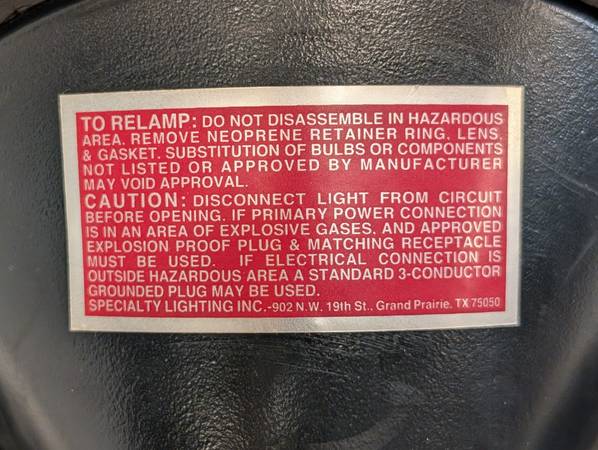 TO RELAMP: DO NOT DISASSEMBLE IN HAZARDOUS
AREA. REMOVE NEOPRENE RETAINER RING, LENS,
& GASKET. SUBSTITUTION OF BULBS OR COMPONENTS
NOT LISTED OR APPROVED BY MANUFACTURER
MAY VOID APPROVAL.
CAUTION: DISCONNECT LIGHT FROM CIRCUIT
BEFORE OPENING. IF PRIMARY POWER CONNECTION
IS IN AN AREA OF EXPLOSIVE GASES, AND APPROVED
EXPLOSION PROOF PLUG & MATCHING RECEPTACLE
MUST BE USED. IF ELECTRICAL CONNECTION IS
OUTSIDE HAZARDOUS AREA A STANDARD 3-CONDUCTOR
GROUNDED PLUG MAY BE USED.
SPECIALTY LIGHTING INC.-902 N.W. 19th St., Grand Prairie, TX 75050